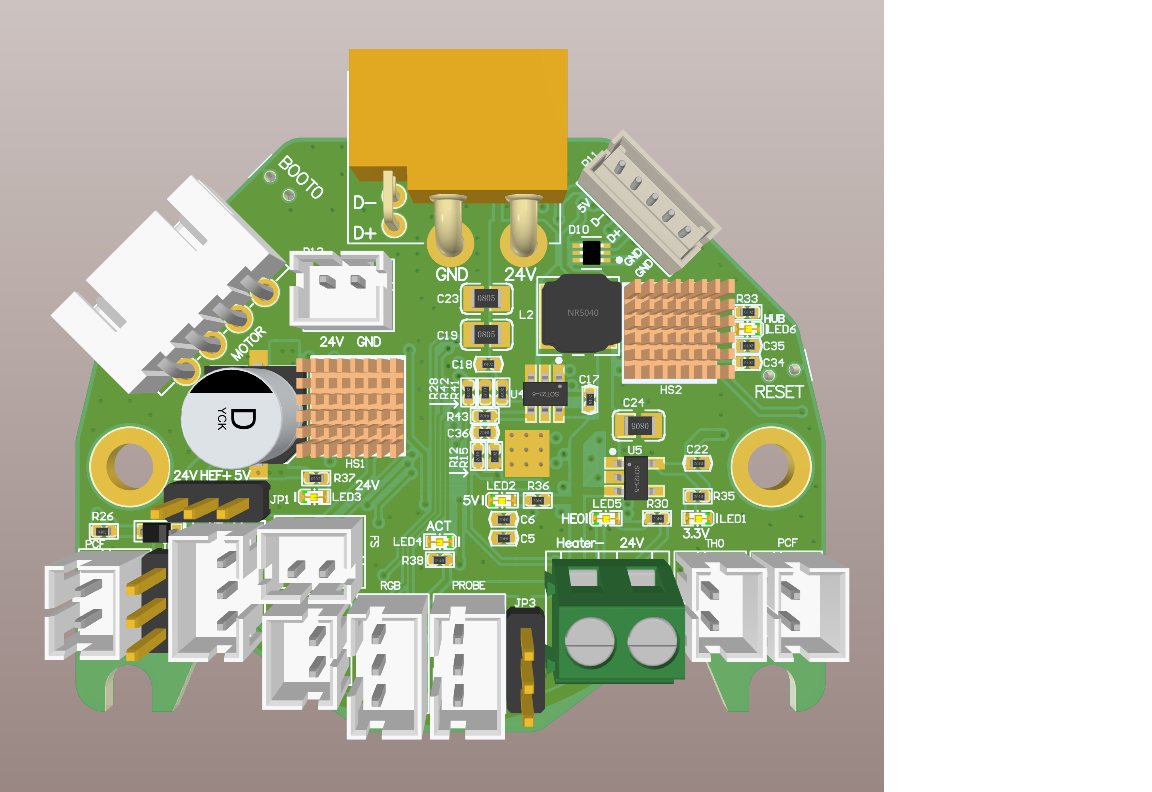 BOOT0
D-
D+
GND
24V
5V
D-
D+
GND
GND
D10
C23
0805
L2
NR5040
C19
0805
R33
HUB
LED6
C35
C34
RESET
HS2
MOTOR
24V GND
C18
R28
R42
R41
U4
C17
R43
C36
C24
R12
R15
U5
C22
D
YCK
HS1
24V HEF+ 5V
R37
24V
JP1
LED3
LED2
R36
5V
C6
C5
LED5
HE0
R30
R35
LED1
3.3V
R26
PCF
ACT
LED4
R38
FS
Heater- 24V
TH0
PCF
RGB
PROBE
JP3